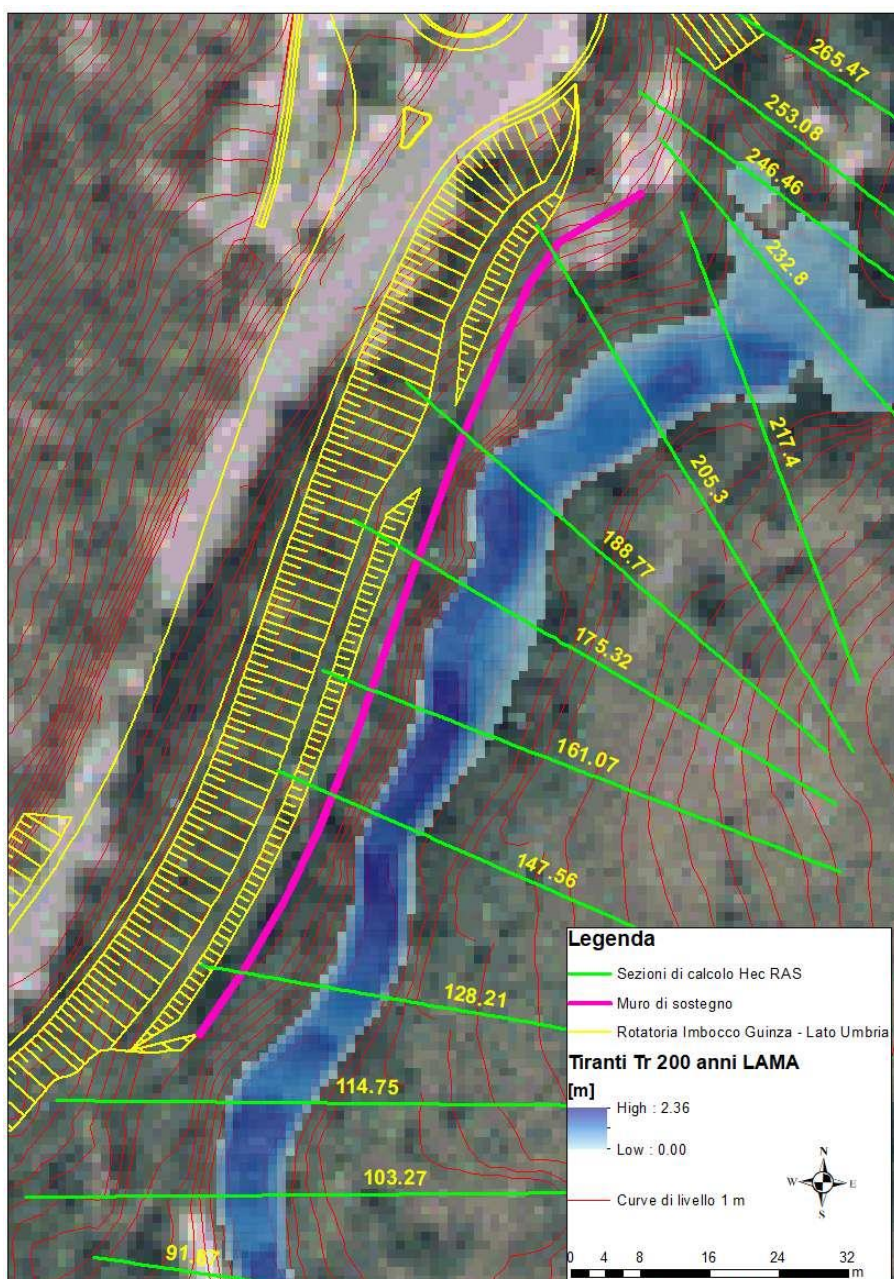 265.47
253.08
246.46
232.8
217.4
205.3
188.77
175.32
161.07
147.56
128.21
114.75
103.27
91.87
Legenda
Sezioni di calcolo Hec RAS
Muro di sostegno
Rotatoria Imbocco Guinza - Lato Umbria
Tiranti Tr 200 anni LAMA
[m]
High : 2.36
Low : 0.00
N
W E
S
Curve di livello 1 m
0 4 8 16 24 32
m